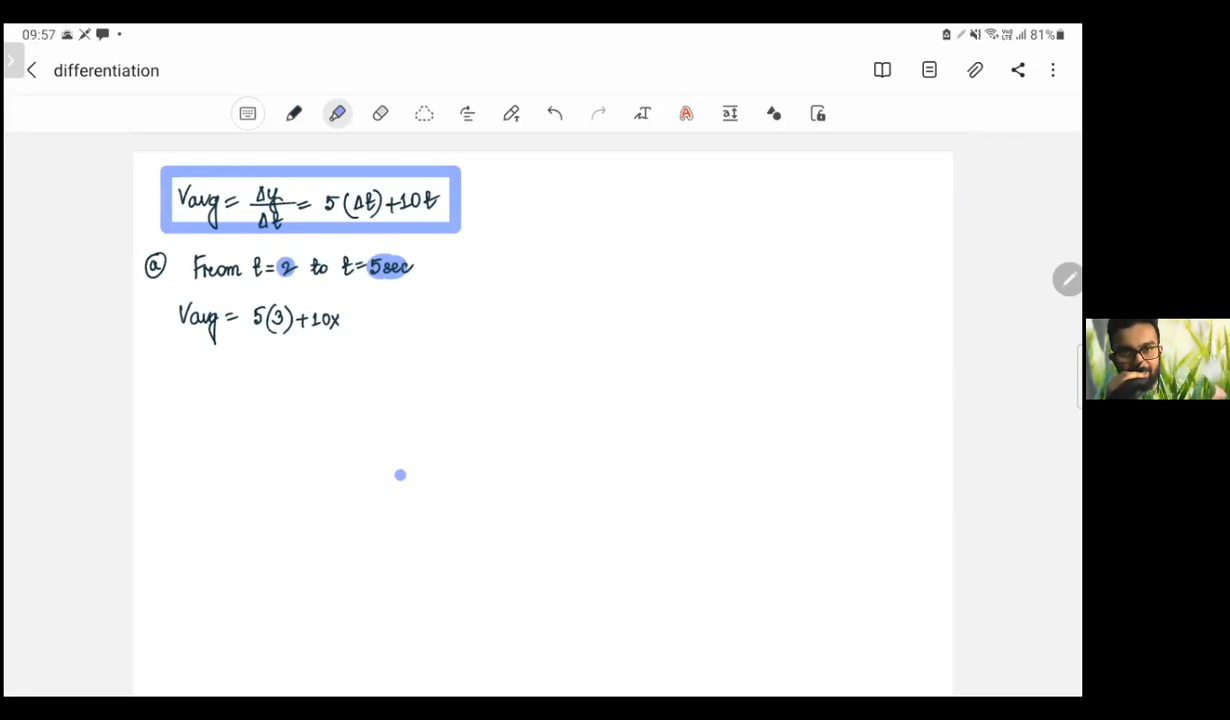 09:57 81%
differentiation
Vavg = Δy/Δt = 5(Δt)+10t
ⓐ From t=2 to t=5sec
Vavg = 5(3)+10x